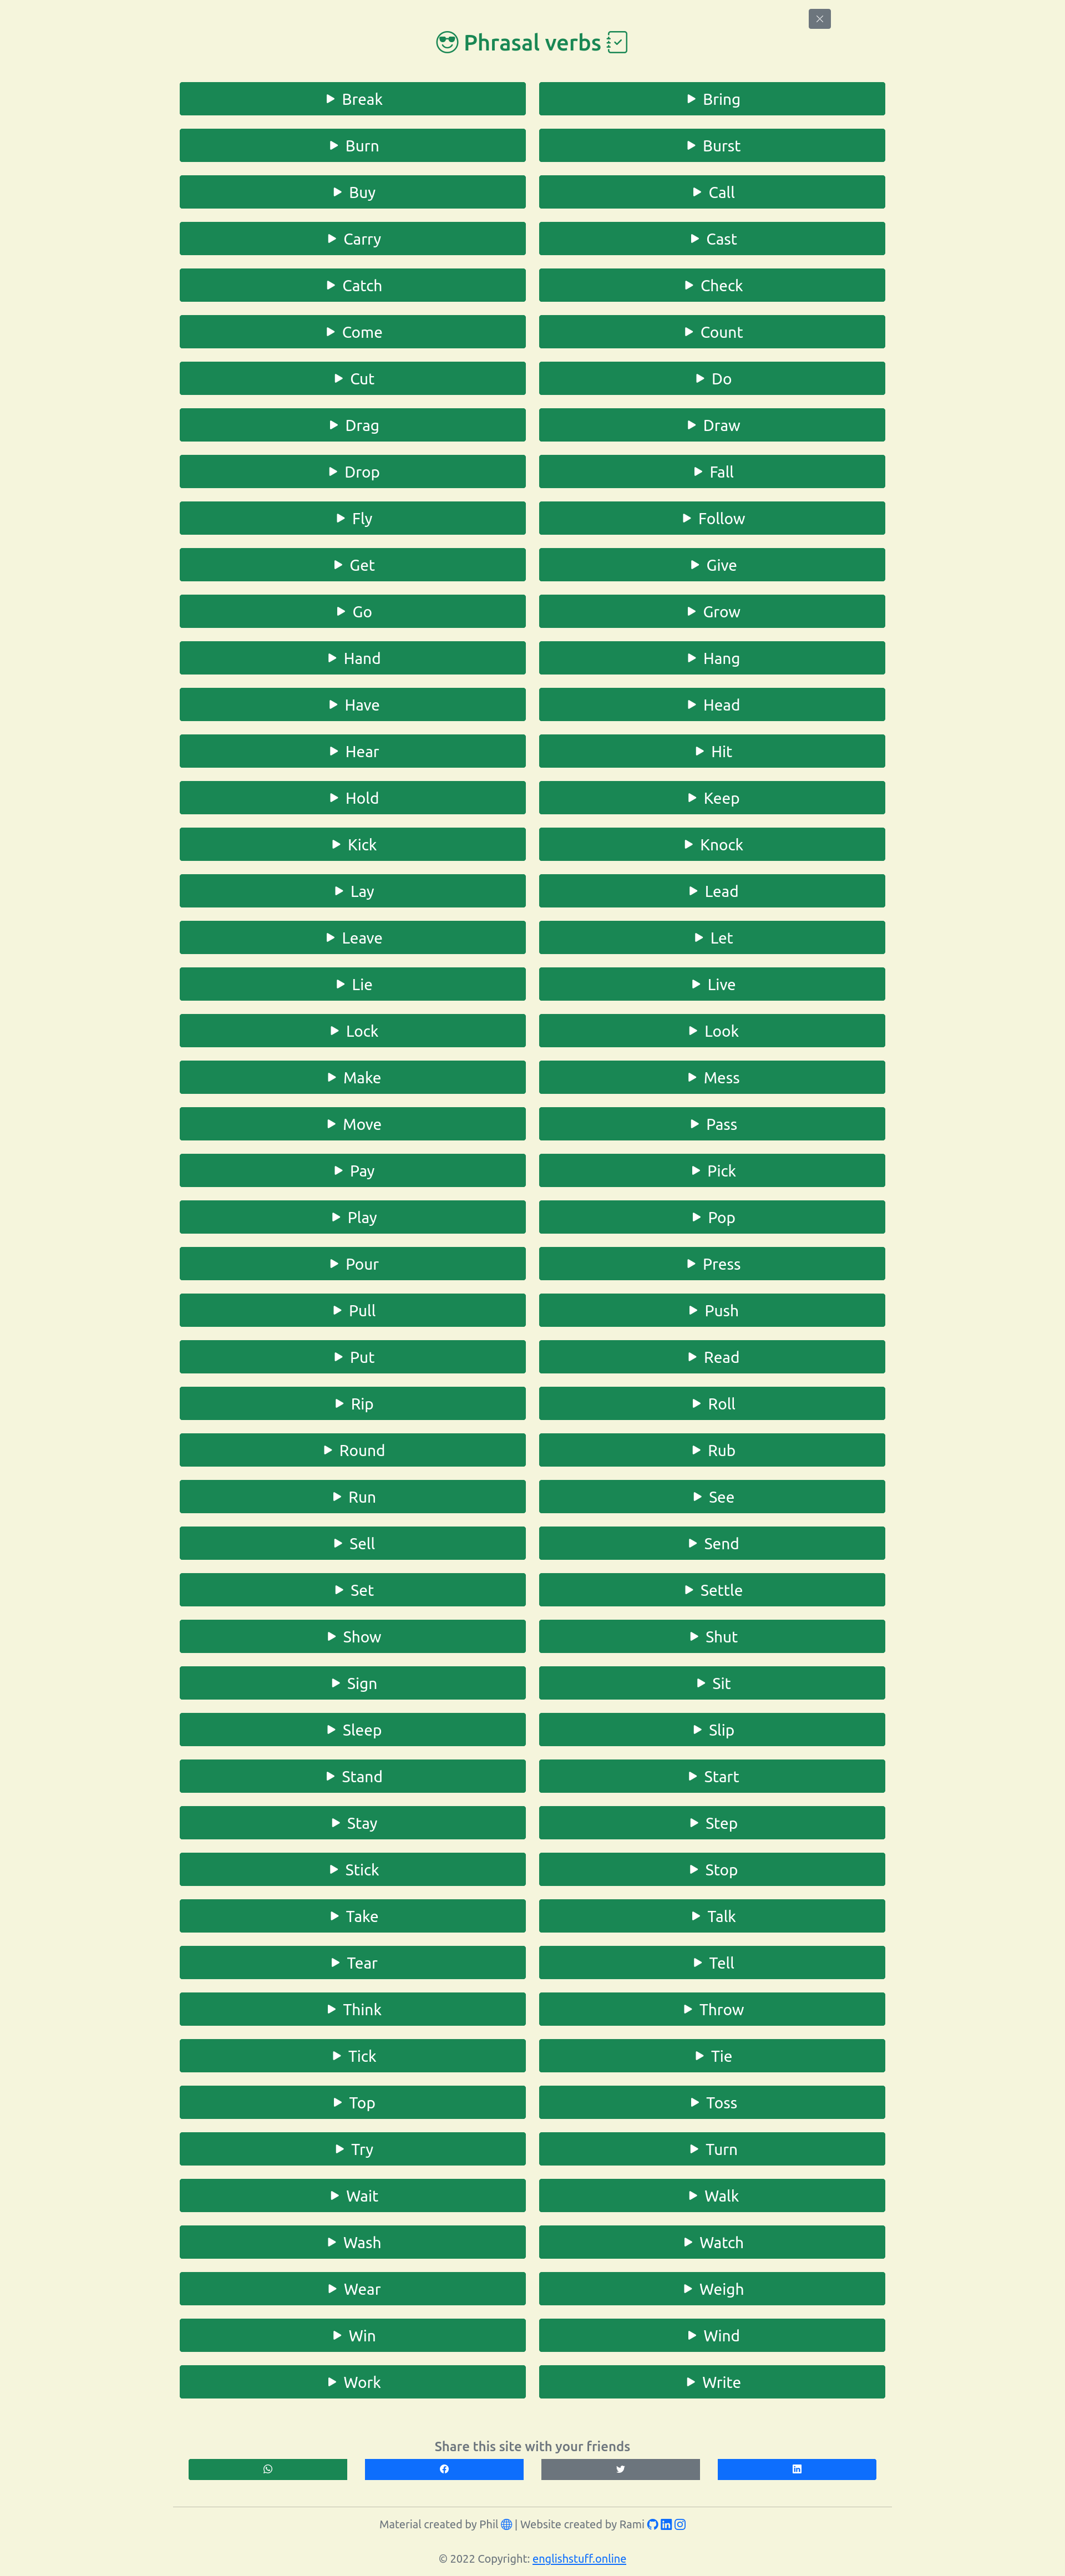 Phrasal verbs
Break
Bring
Burn
Burst
Buy
Call
Carry
Cast
Catch
Check
Come
Count
Cut
Do
Drag
Draw
Drop
Fall
Fly
Follow
Get
Give
Go
Grow
Hand
Hang
Have
Head
Hear
Hit
Hold
Keep
Kick
Knock
Lay
Lead
Leave
Let
Lie
Live
Lock
Look
Make
Mess
Move
Pass
Pay
Pick
Play
Pop
Pour
Press
Pull
Push
Put
Read
Rip
Roll
Round
Rub
Run
See
Sell
Send
Set
Settle
Show
Shut
Sign
Sit
Sleep
Slip
Stand
Start
Stay
Step
Stick
Stop
Take
Talk
Tear
Tell
Think
Throw
Tick
Tie
Top
Toss
Try
Turn
Wait
Walk
Wash
Watch
Wear
Weigh
Win
Wind
Work
Write
Share this site with your friends
Material created by Phil | Website created by Rami
© 2022 Copyright: englishstuff.online